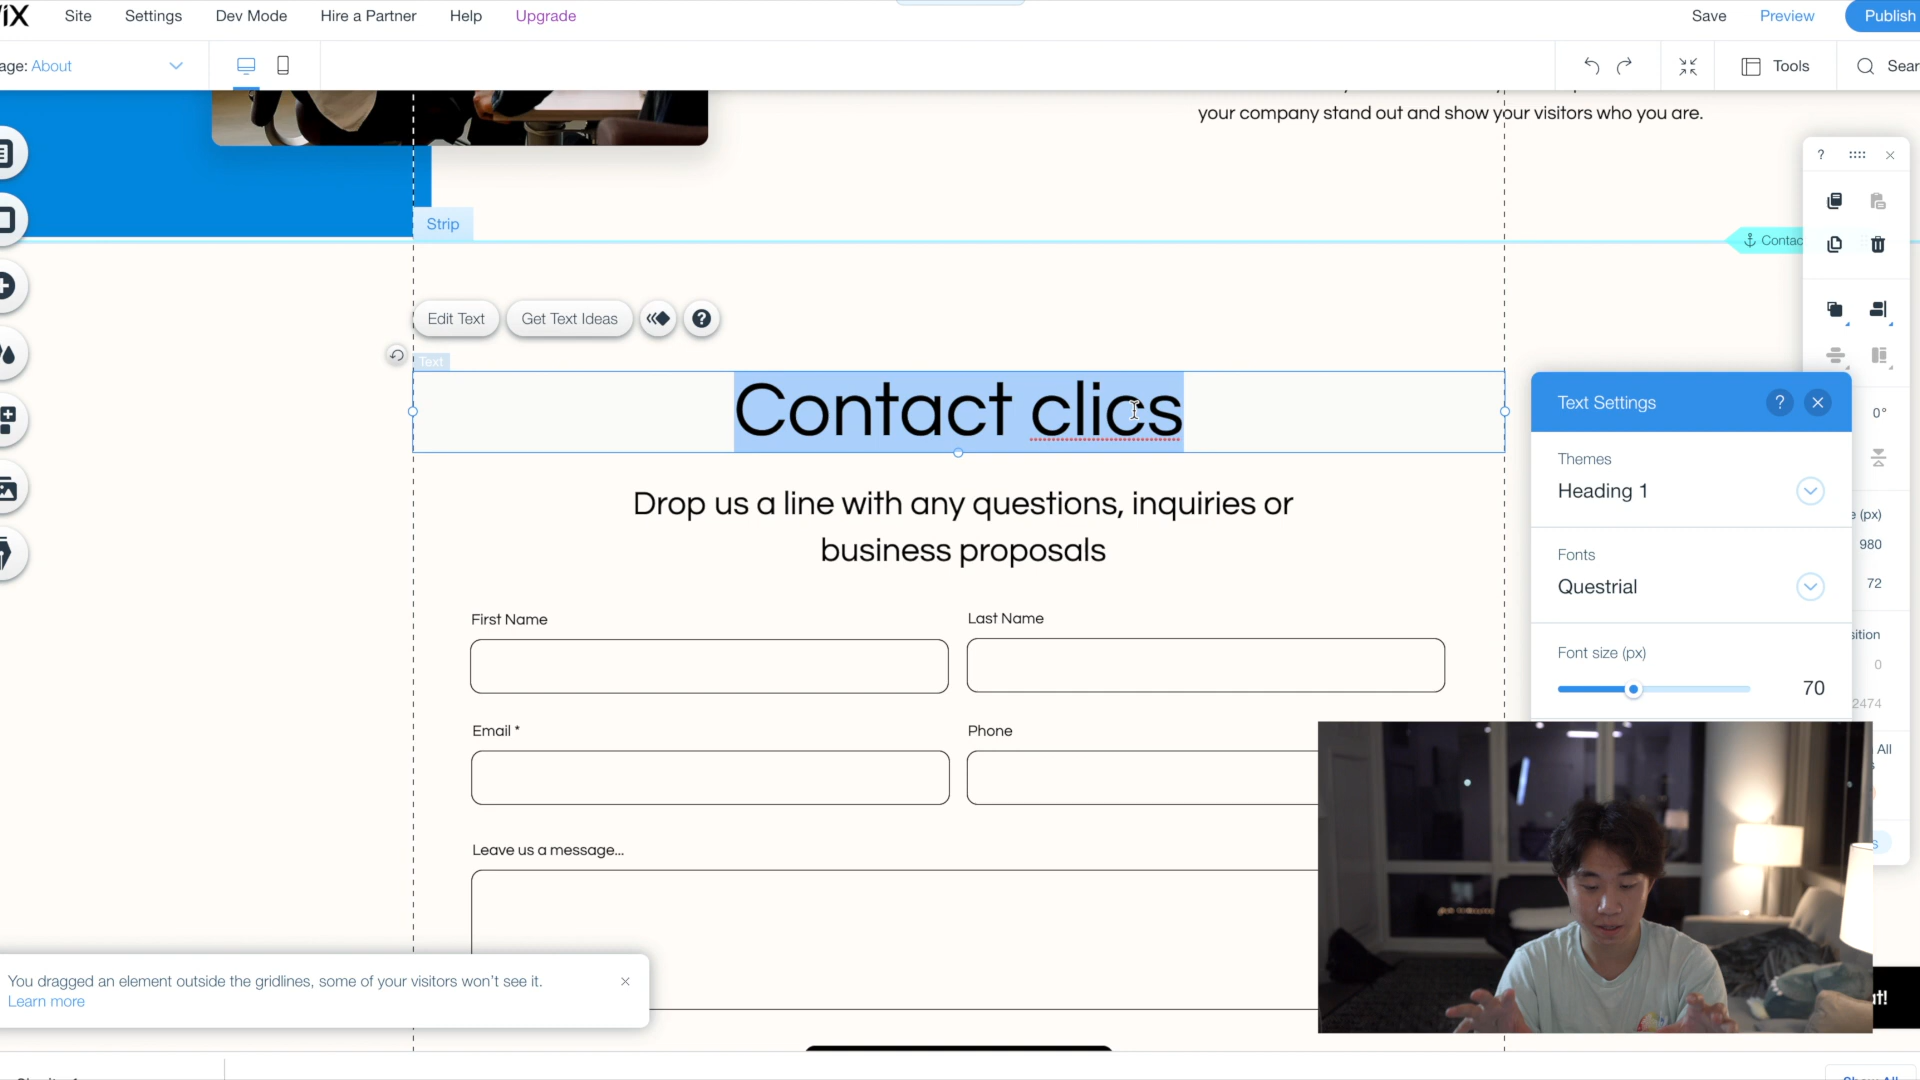 Site Settings Dev Mode Hire a Partner Help Upgrade Save Preview Publish
age: About Tools Sear
your company stand out and show your visitors who you are.
Strip
Contac
Edit Text Get Text Ideas
Text
Contact clics
Drop us a line with any questions, inquiries or
business proposals
First Name Last Name
Email * Phone
Leave us a message...
You dragged an element outside the gridlines, some of your visitors won't see it.
Learn more
Text Settings
Themes
Heading 1
Fonts
Questrial
Font size (px)
70
0°
e (px)
980
72
sition
0
2474
All
s
t!